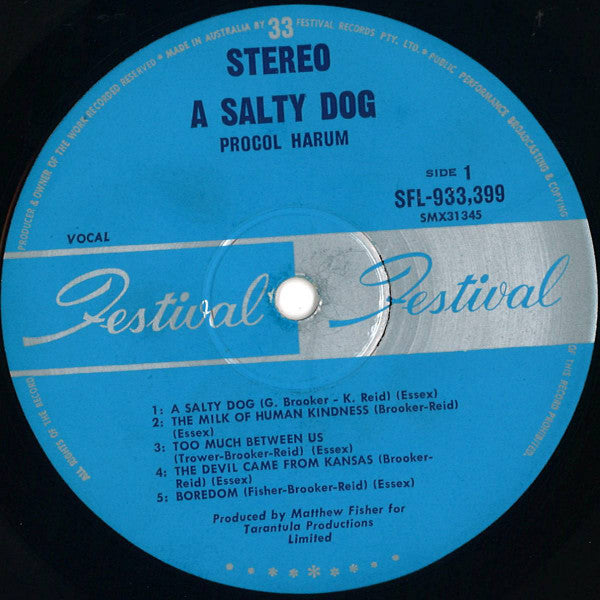 PRODUCER & OWNER OF THE WORK RECORDED RESERVED ★ MADE IN AUSTRALIA BY 33 FESTIVAL RECORDS PTY. LTD. ★ PUBLIC PERFORMANCE BROADCASTING & COPYING
STEREO
A SALTY DOG
PROCOL HARUM
SIDE 1
SFL-933,399
SMX31345
VOCAL
Festival Festival
1: A SALTY DOG (G. Brooker - K. Reid) (Essex)
2: THE MILK OF HUMAN KINDNESS (Brooker-Reid)
(Essex)
3: TOO MUCH BETWEEN US
(Trower-Brooker-Reid) (Essex)
4: THE DEVIL CAME FROM KANSAS (Brooker-
Reid) (Essex)
5: BOREDOM (Fisher-Brooker-Reid) (Essex)
Produced by Matthew Fisher for
Tarantula Productions
Limited
ALL RIGHTS OF THE RECORD
OF THIS RECORD PROHIBITED.